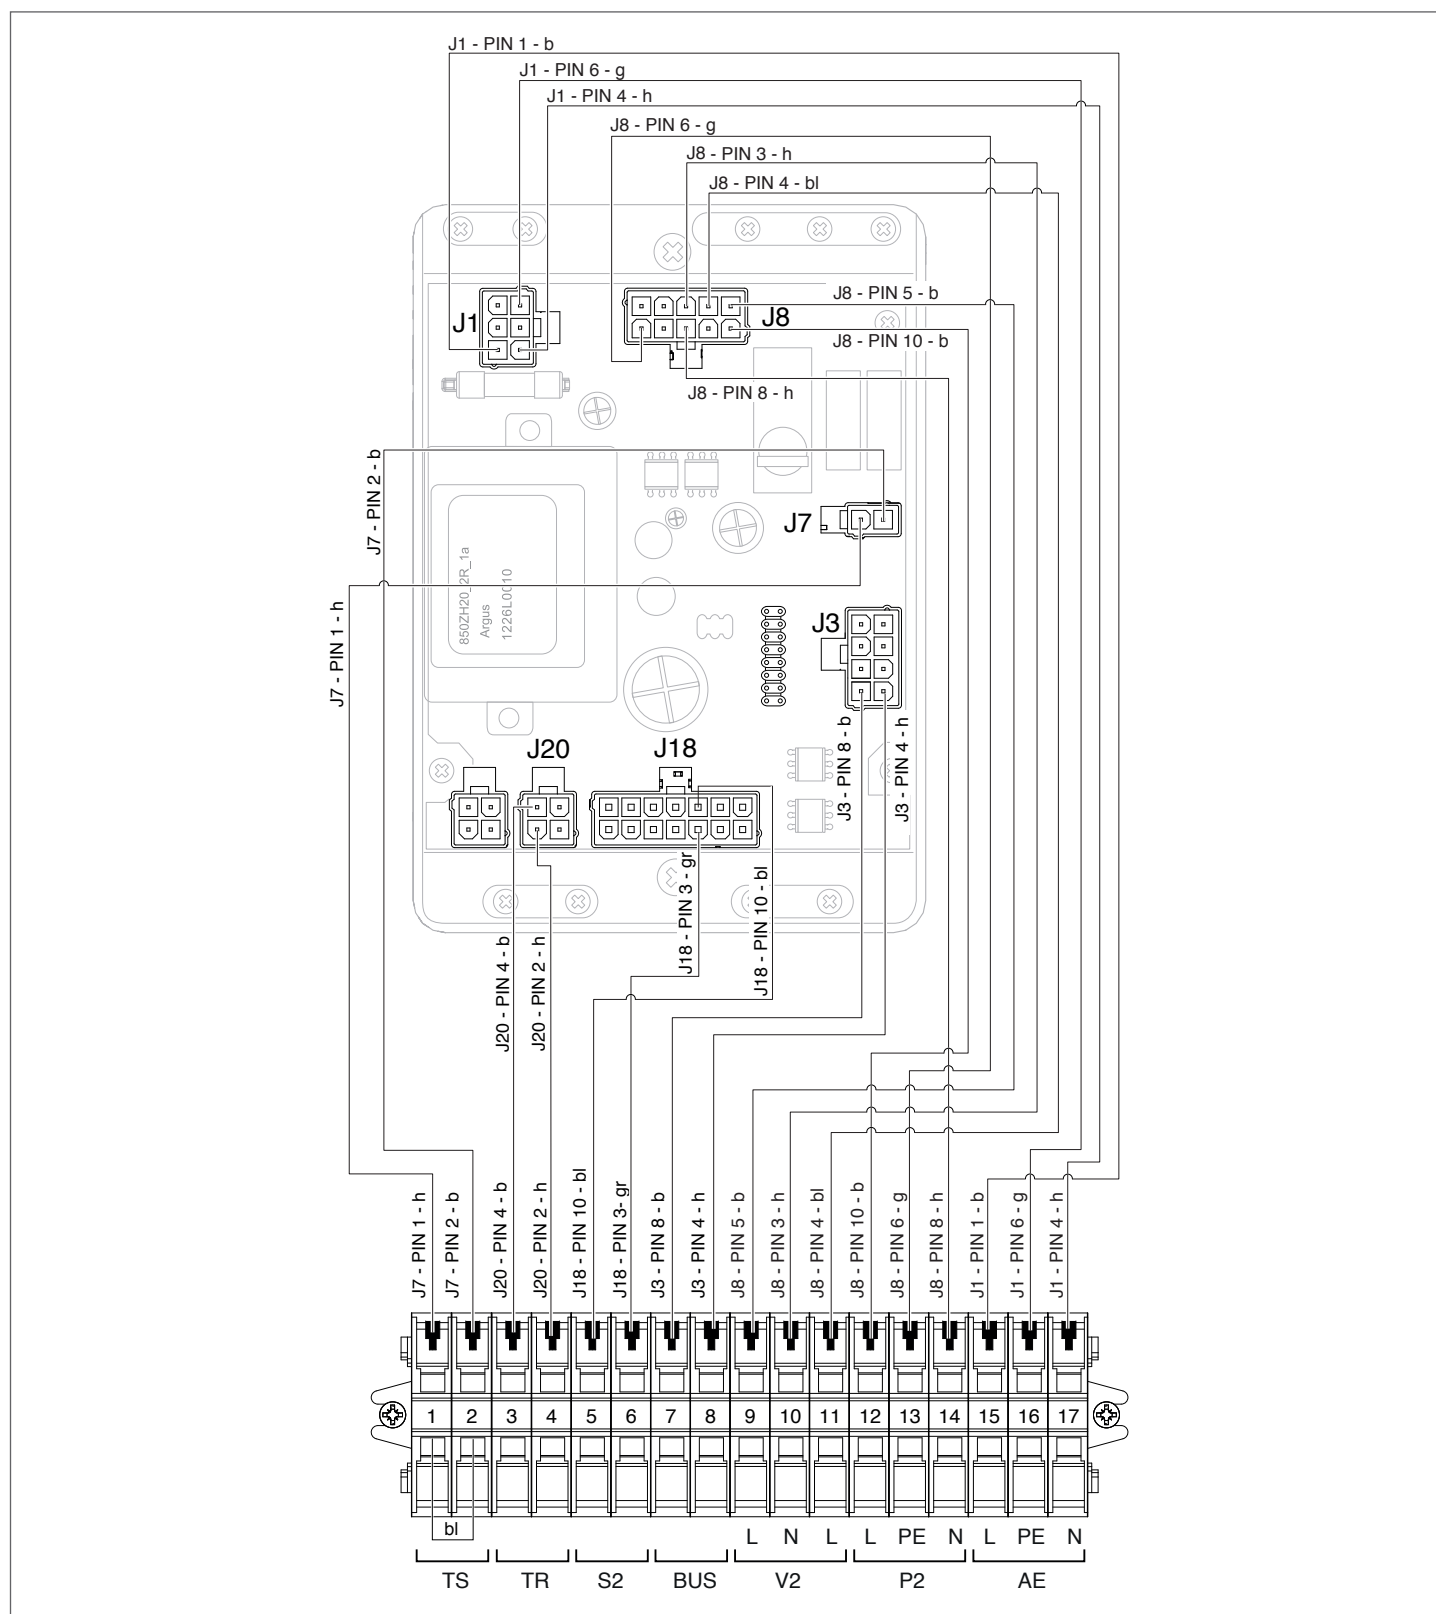 J1 - PIN 1 - b
J1 - PIN 6 - g
J1 - PIN 4 - h
J8 - PIN 6 - g
J8 - PIN 3 - h
J8 - PIN 4 - bl
J8 - PIN 5 - b
J1
J8
J8 - PIN 10 - b
J8 - PIN 8 - h
J7 - PIN 2 - b
J7
850ZH20_2R_1a
Argus
1226L0010
J7 - PIN 1 - h
J3
J3 - PIN 8 - b
J3 - PIN 4 - h
J20
J18
J18 - PIN 3 - gr
J18 - PIN 10 - bl
J20 - PIN 4 - b
J20 - PIN 2 - h
J7 - PIN 1 - h
J7 - PIN 2 - b
J20 - PIN 4 - b
J20 - PIN 2 - h
J18 - PIN 10 - bl
J18 - PIN 3- gr
J3 - PIN 8 - b
J3 - PIN 4 - h
J8 - PIN 5 - b
J8 - PIN 3 - h
J8 - PIN 4 - bl
J8 - PIN 10 - b
J8 - PIN 6 - g
J8 - PIN 8 - h
J1 - PIN 1 - b
J1 - PIN 6 - g
J1 - PIN 4 - h
1 2 3 4 5 6 7 8 9 10 11 12 13 14 15 16 17
bl
L N L L PE N L PE N
TS TR S2 BUS V2 P2 AE